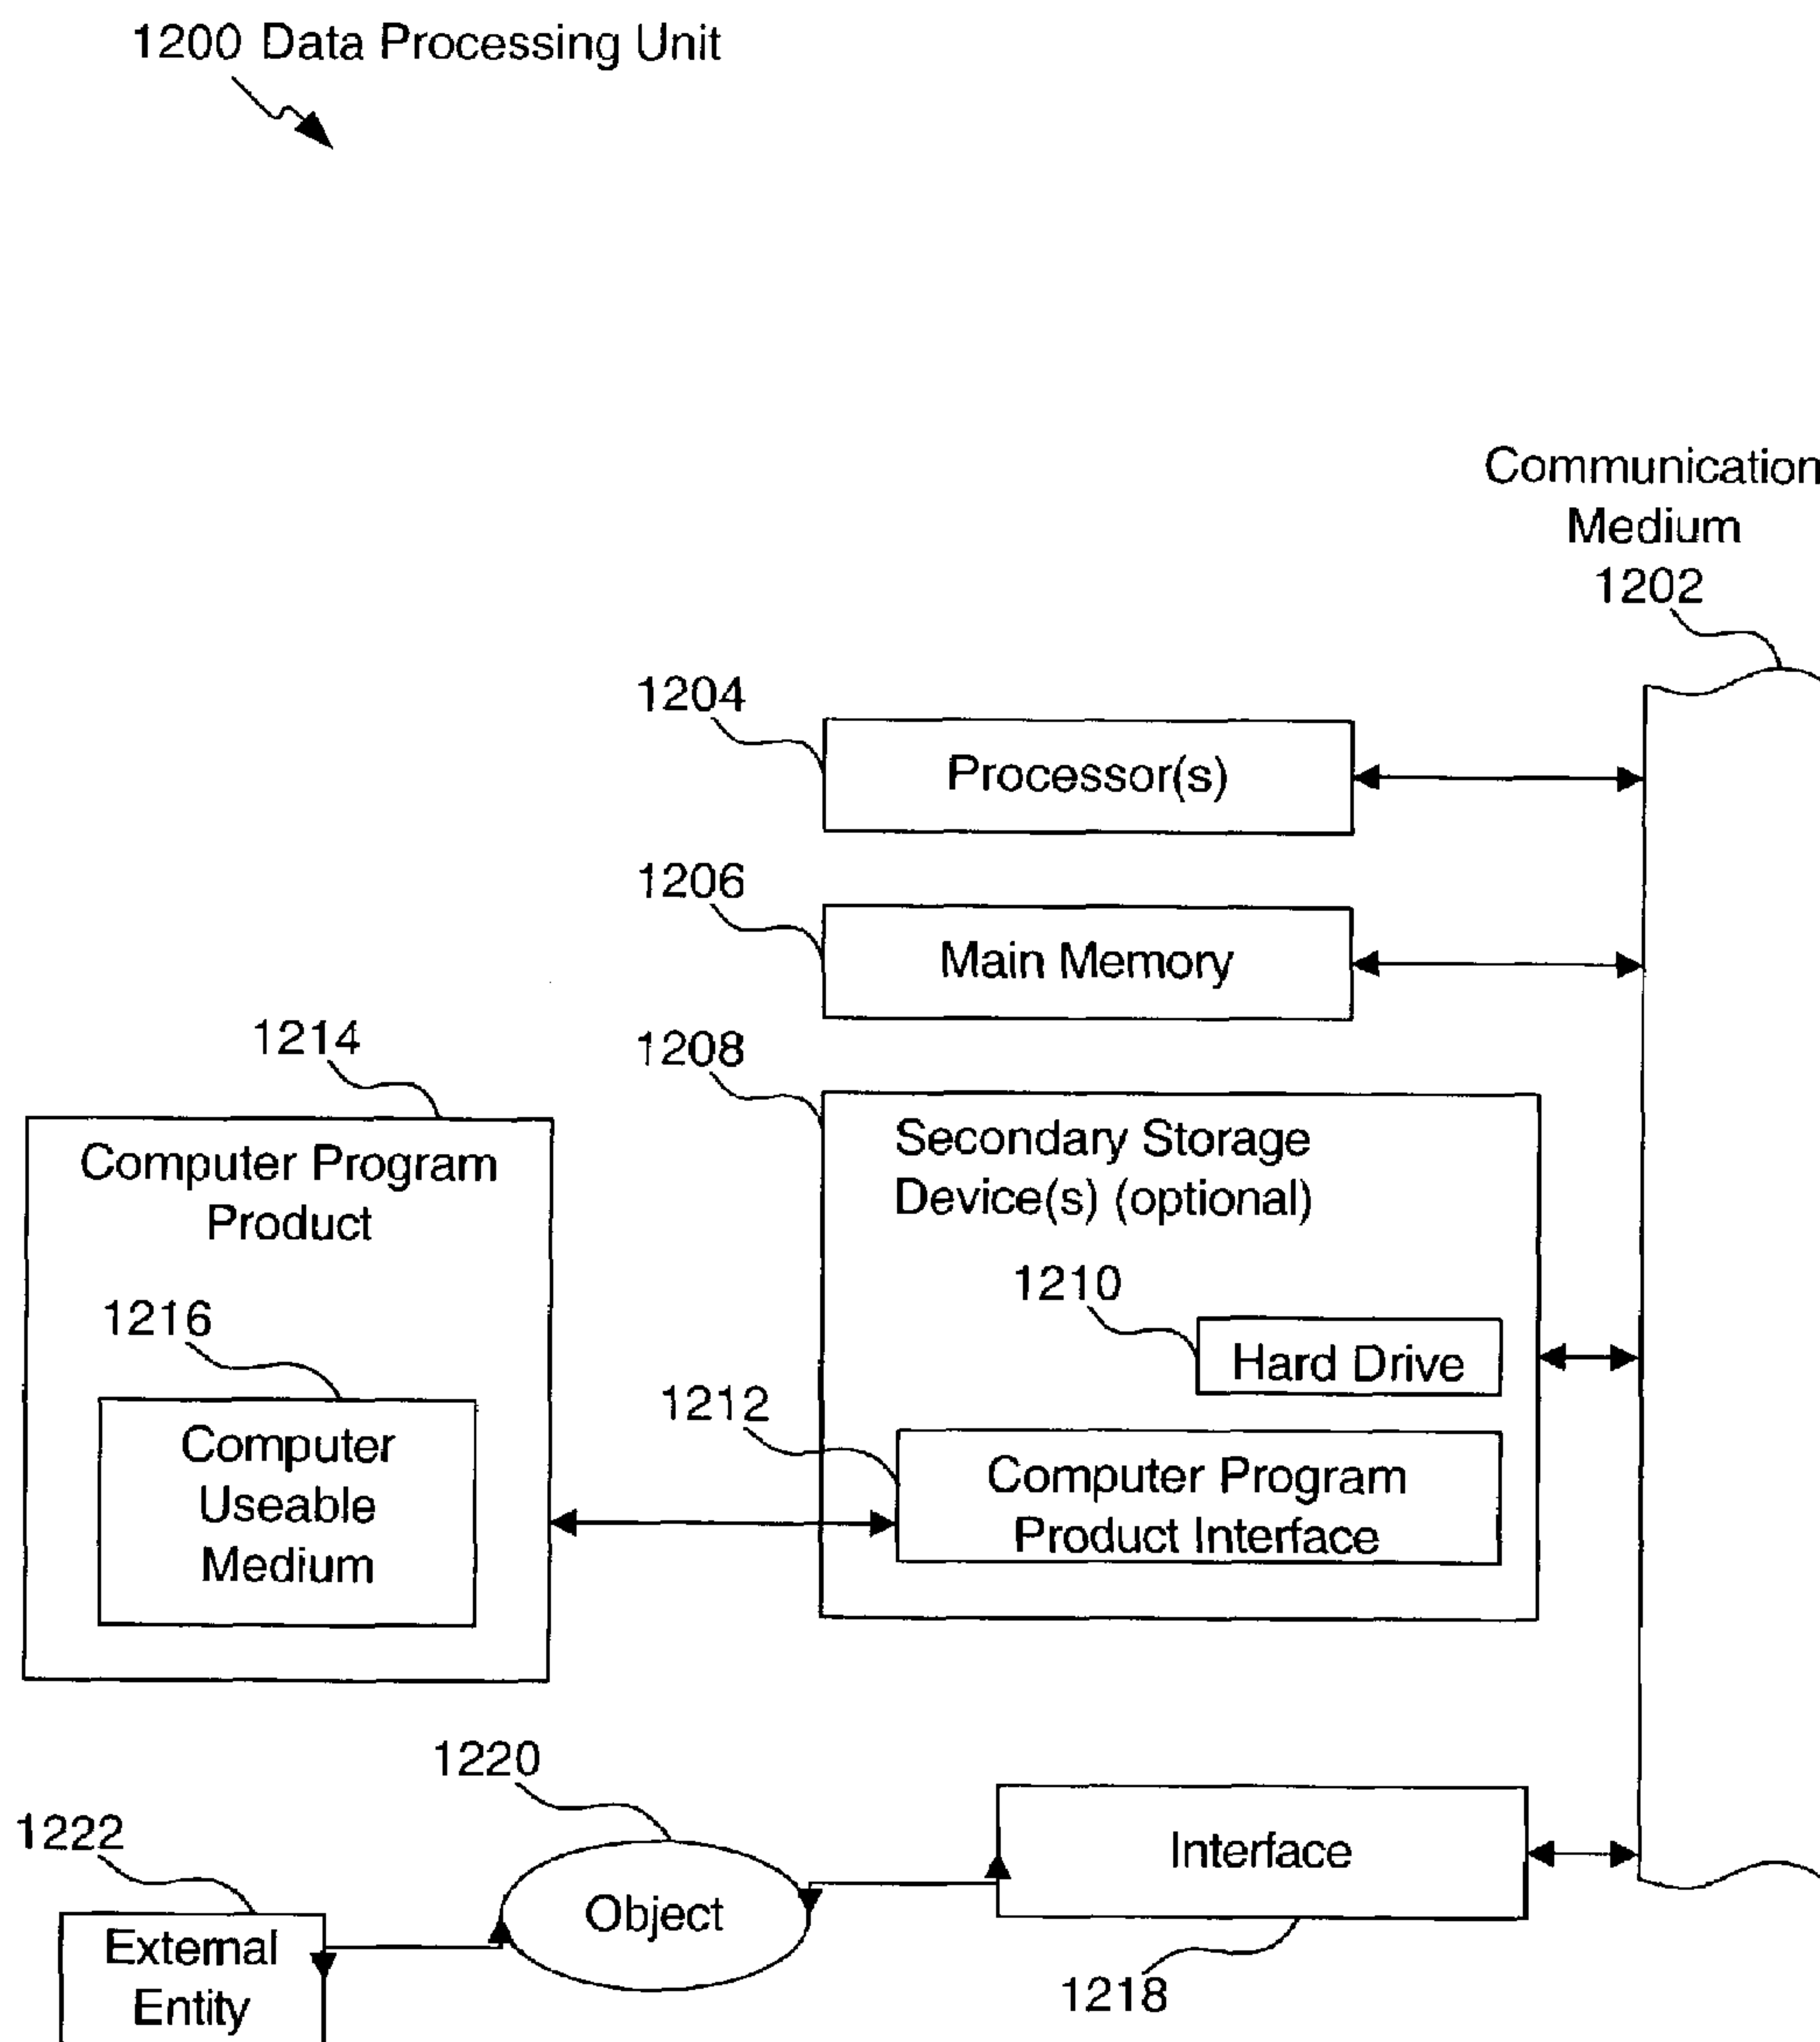 1200 Data Processing Unit
Communication
Medium
1202
1204
Processor(s)
1206
Main Memory
1208
Secondary Storage
Device(s) (optional)
1210
Hard Drive
1212
Computer Program
Product Interface
1214
Computer Program
Product
1216
Computer
Useable
Medium
1220
Object
Interface
1218
1222
External
Entity